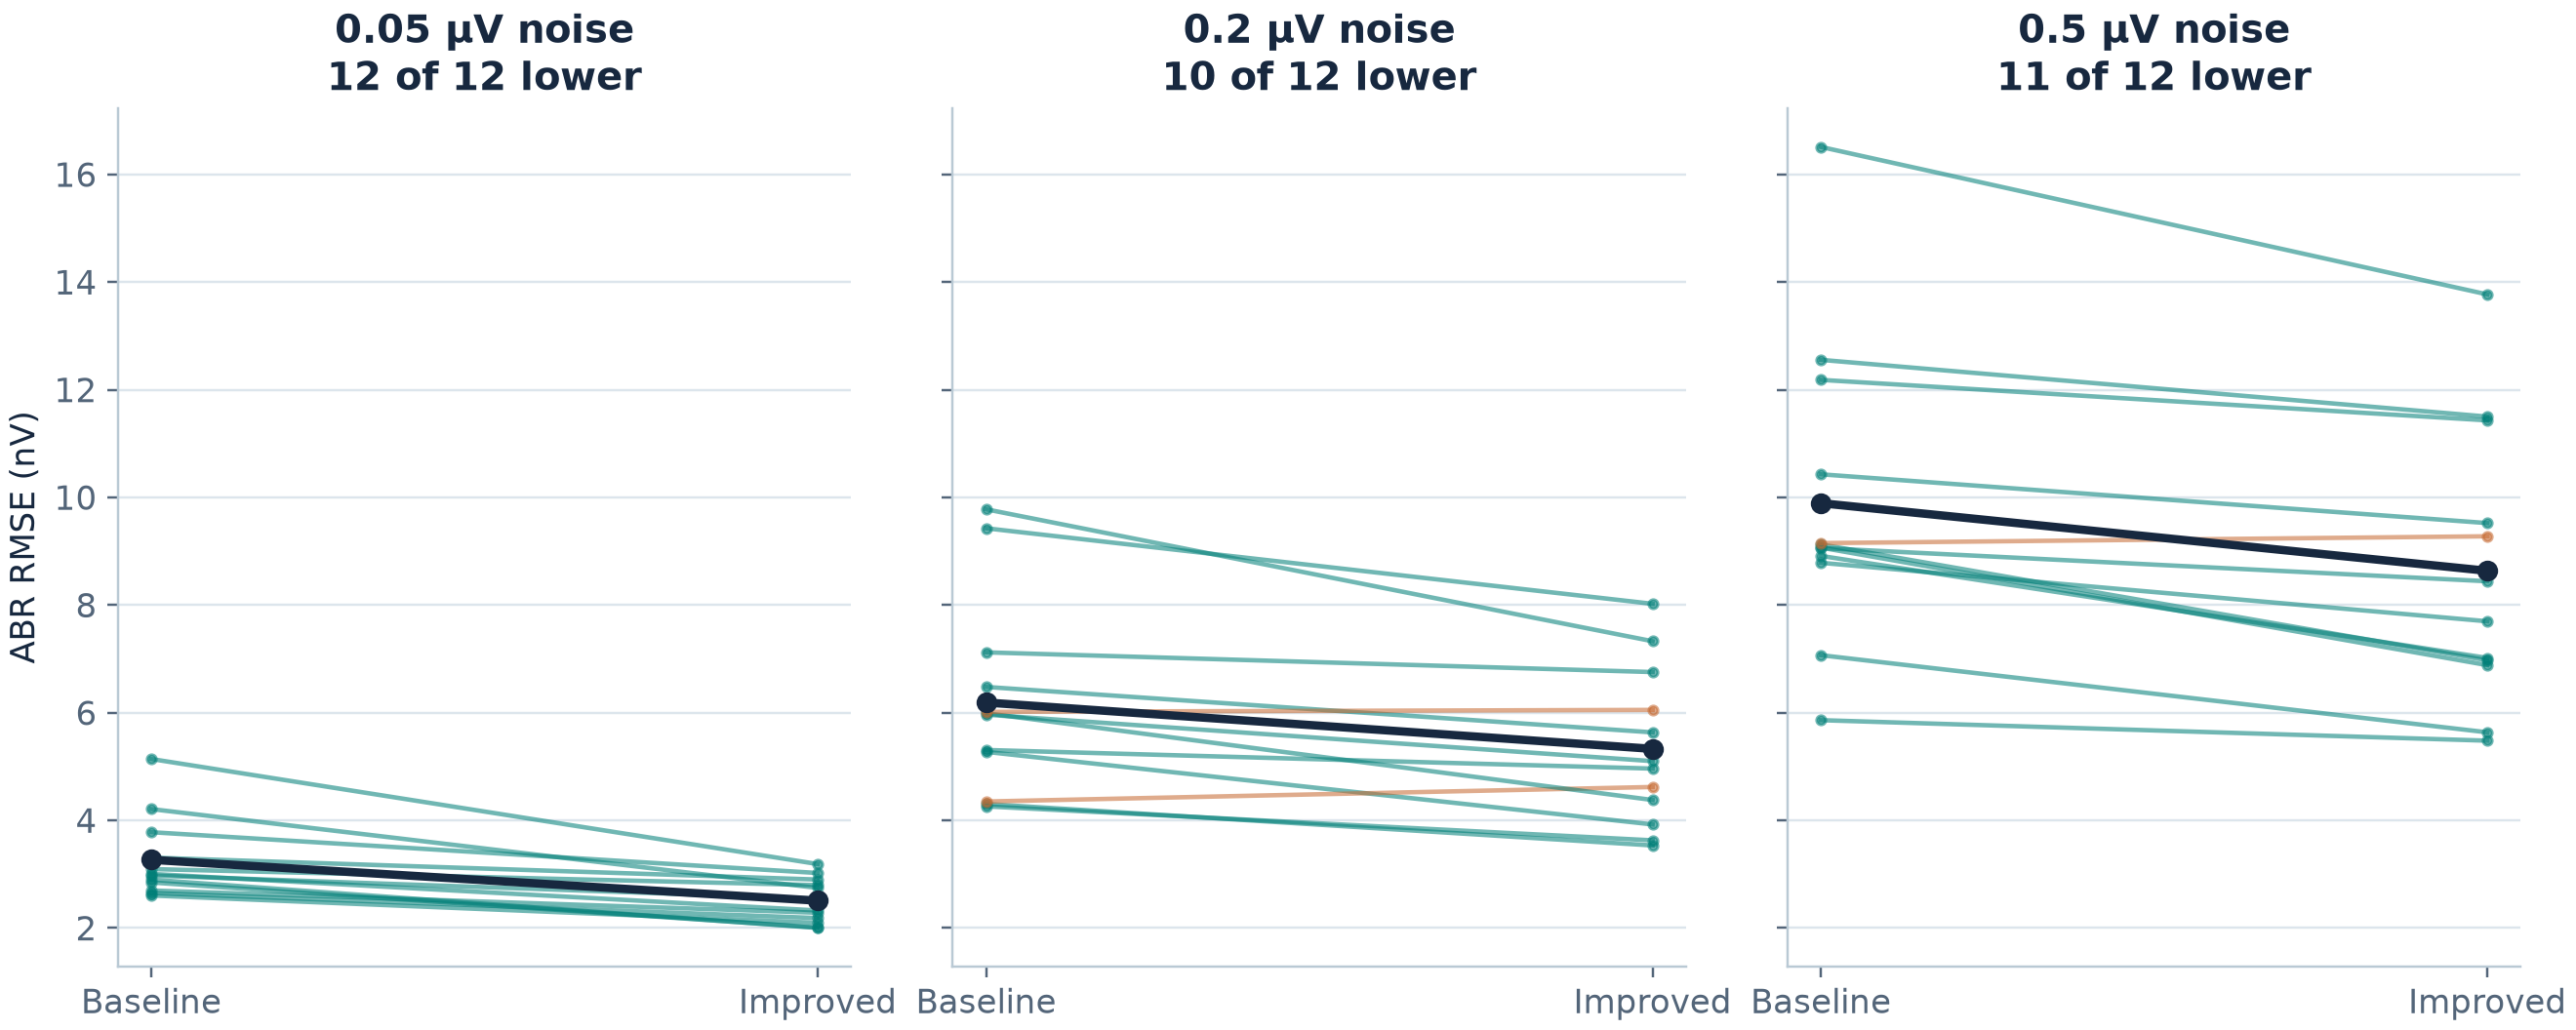 0.05 µV noise
12 of 12 lower
0.2 µV noise
10 of 12 lower
0.5 µV noise
11 of 12 lower
ABR RMSE (nV)
16
14
12
10
8
6
4
2
Baseline
Improved
Baseline
Improved
Baseline
Improved